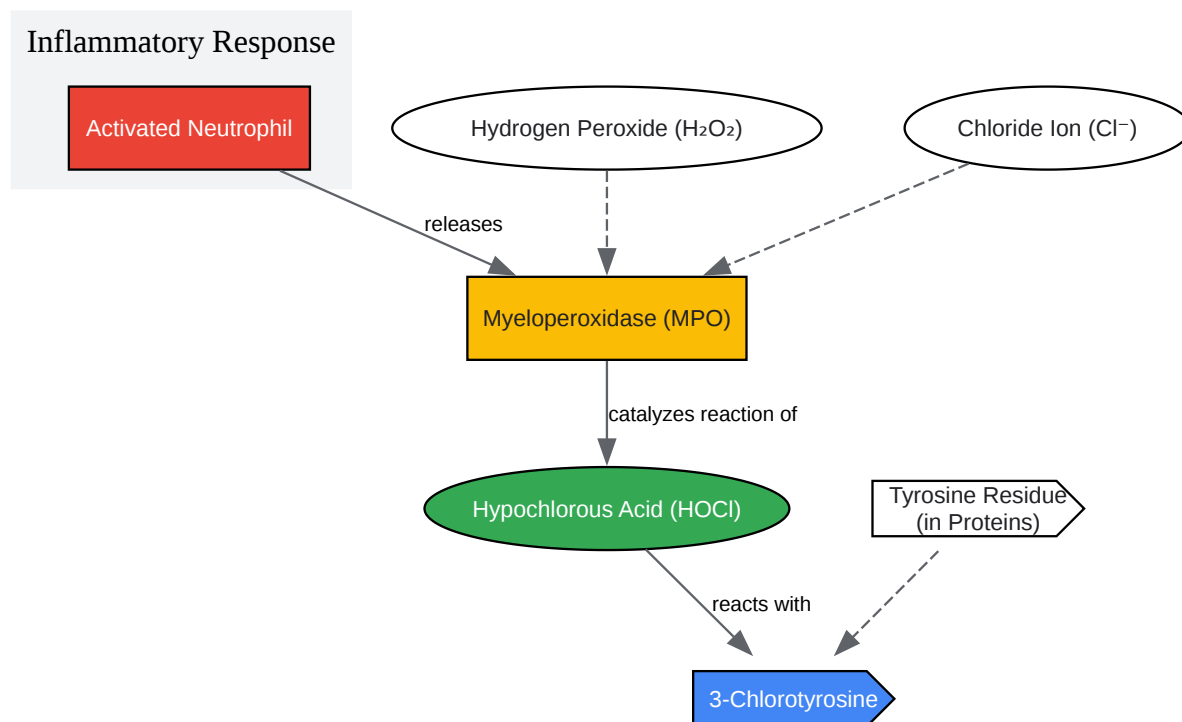 Inflammatory Response
Activated Neutrophil
Hydrogen Peroxide (H₂O₂)
Chloride Ion (Cl⁻)
releases
Myeloperoxidase (MPO)
catalyzes reaction of
Hypochlorous Acid (HOCl)
Tyrosine Residue
(in Proteins)
reacts with
3-Chlorotyrosine